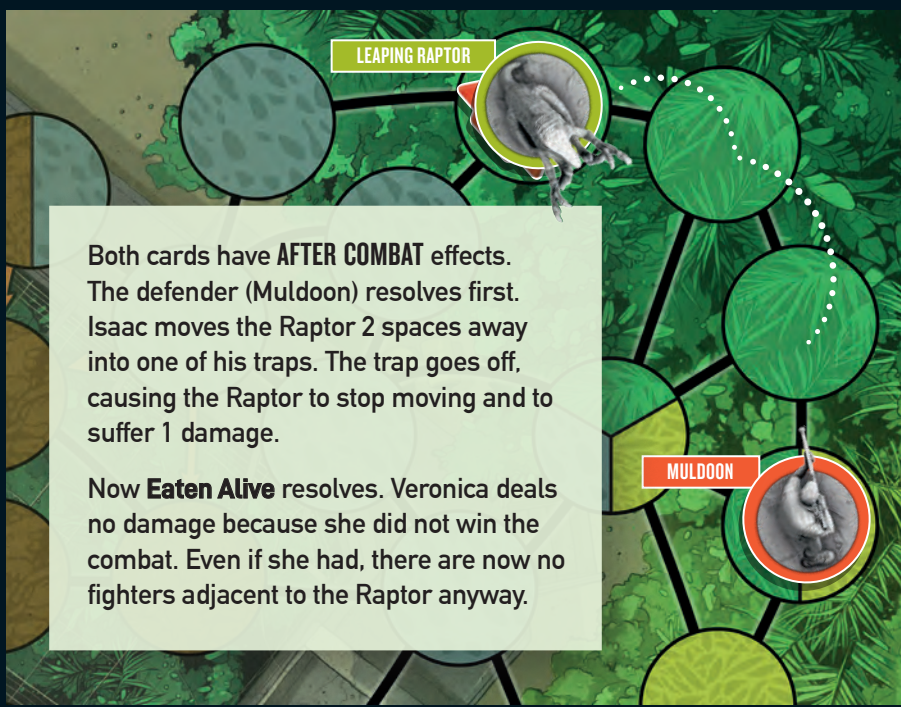 LEAPING RAPTOR
Both cards have AFTER COMBAT effects.
The defender (Muldoon) resolves first.
Isaac moves the Raptor 2 spaces away
into one of his traps. The trap goes off,
causing the Raptor to stop moving and to
suffer 1 damage.
Now Eaten Alive resolves. Veronica deals
no damage because she did not win the
combat. Even if she had, there are now no
fighters adjacent to the Raptor anyway.
MULDOON